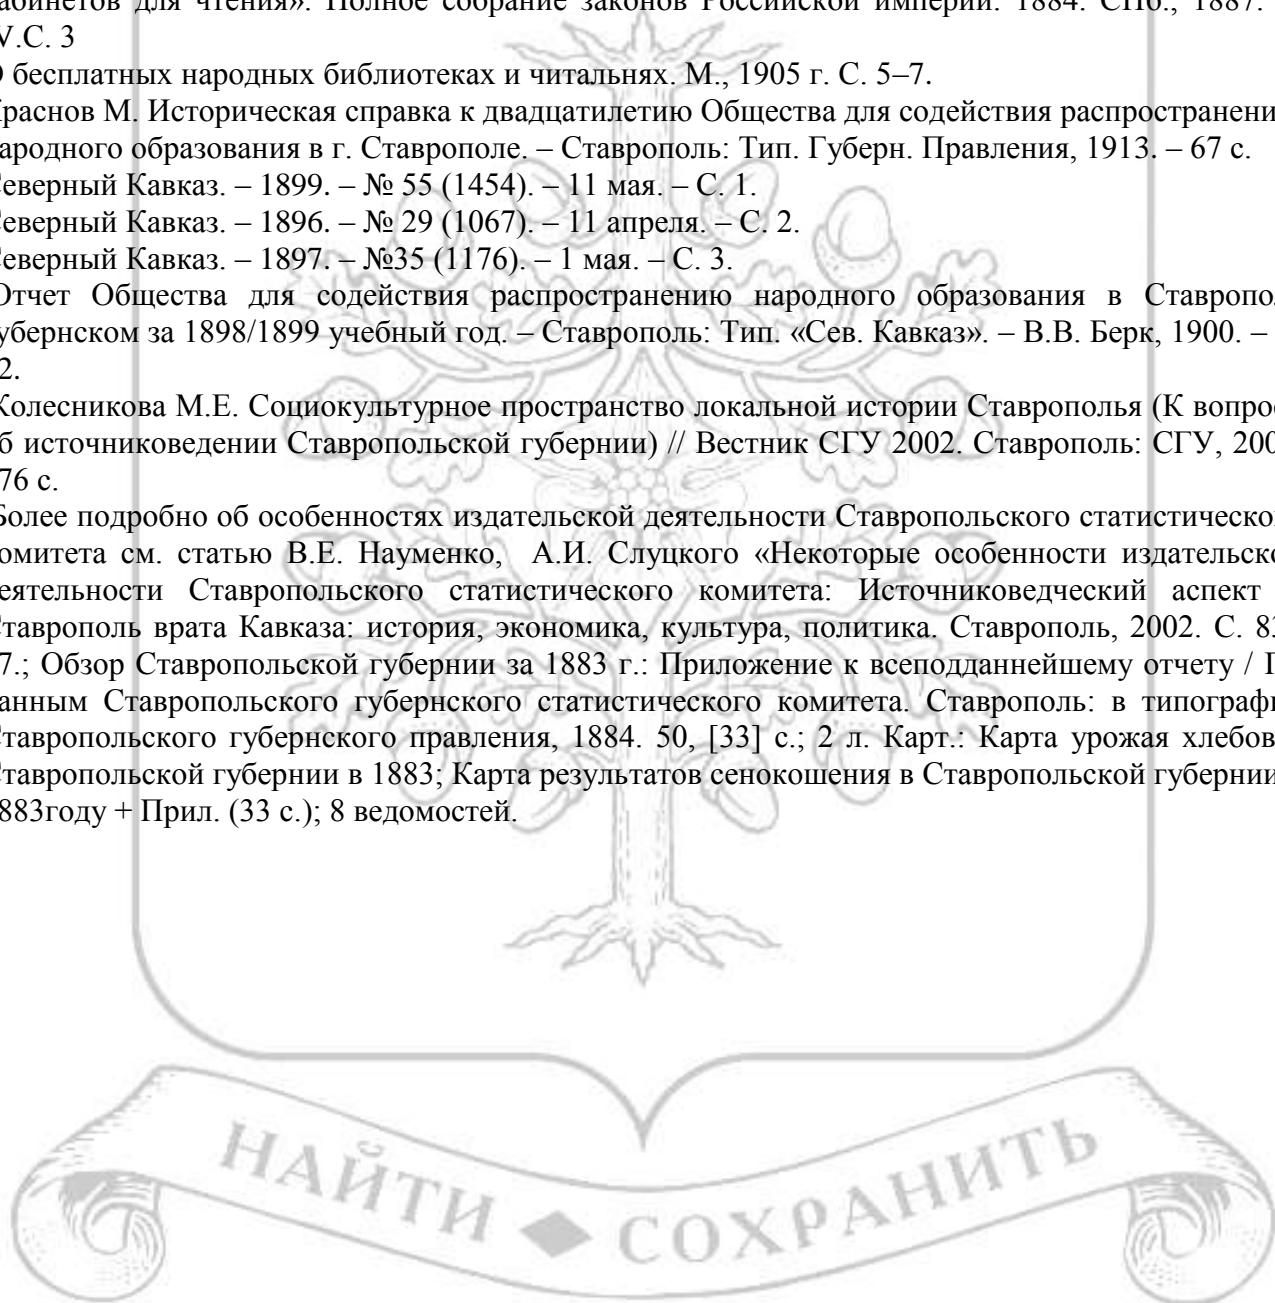 абинетов для чтения». Полное собрание законов Российской империи. 1884. СПб., 1887.
V.С. 3
О бесплатных народных библиотеках и читальнях. М., 1905 г. С. 5–7.
Краснов М. Историческая справка к двадцатилетию Общества для содействия распространени
народного образования в г. Ставрополе. – Ставрополь: Тип. Губерн. Правления, 1913. – 67 с.
Северный Кавказ. – 1899. – № 55 (1454). – 11 мая. – С. 1.
Северный Кавказ. – 1896. – № 29 (1067). – 11 апреля. – С. 2.
Северный Кавказ. – 1897. – №35 (1176). – 1 мая. – С. 3.
Отчет Общества для содействия распространению народного образования в Ставропол
убернском за 1898/1899 учебный год. – Ставрополь: Тип. «Сев. Кавказ». – В.В. Берк, 1900. –
2.
Колесникова М.Е. Социокультурное пространство локальной истории Ставрополья (К вопрос
б источниковедении Ставропольской губернии) // Вестник СГУ 2002. Ставрополь: СГУ, 200
76 с.
Более подробно об особенностях издательской деятельности Ставропольского статистическо
омитета см. статью В.Е. Науменко, А.И. Слуцкого «Некоторые особенности издательско
еятельности Ставропольского статистического комитета: Источниковедческий аспект
Ставрополь врата Кавказа: история, экономика, культура, политика. Ставрополь, 2002. С. 83
7.; Обзор Ставропольской губернии за 1883 г.: Приложение к всеподданнейшему отчету / П
анным Ставропольского губернского статистического комитета. Ставрополь: в типографи
Ставропольского губернского правления, 1884. 50, [33] с.; 2 л. Карт.: Карта урожая хлебов
Ставропольской губернии в 1883; Карта результатов сенокошения в Ставропольской губернии
883году + Прил. (33 с.); 8 ведомостей.
НАЙТИ ◆ СОХРАНИТЬ